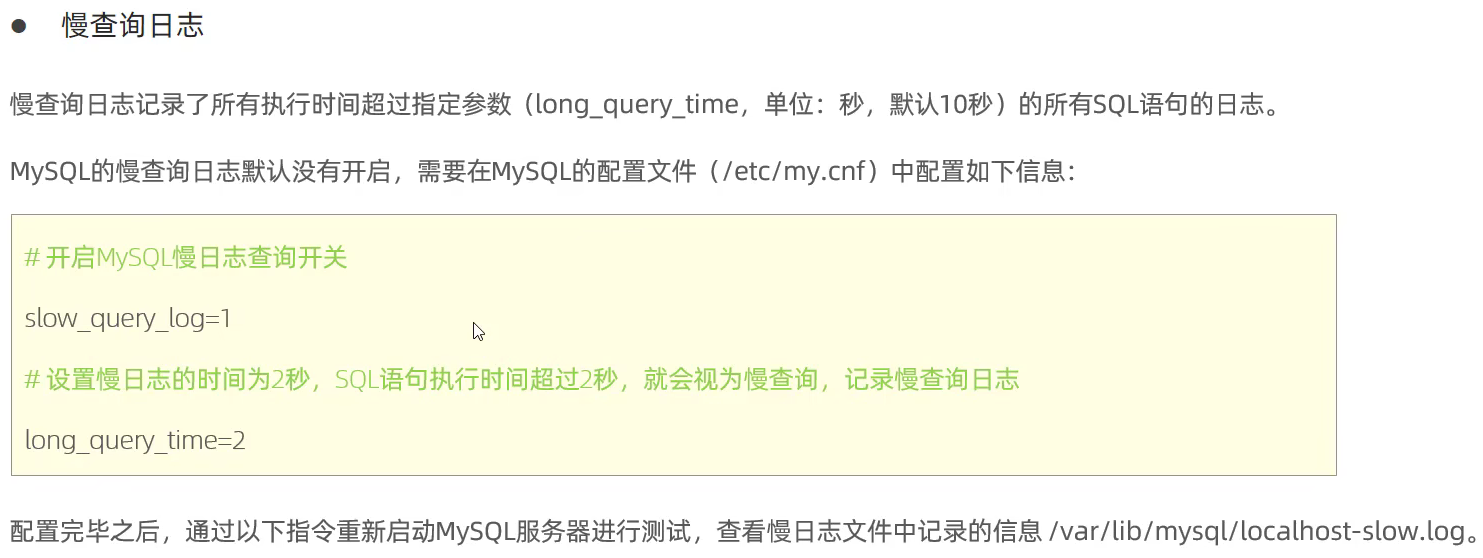 ● 慢查询日志
慢查询日志记录了所有执行时间超过指定参数（long_query_time，单位：秒，默认10秒）的所有SQL语句的日志。
MySQL的慢查询日志默认没有开启，需要在MySQL的配置文件（/etc/my.cnf）中配置如下信息：
# 开启MySQL慢日志查询开关
slow_query_log=1
# 设置慢日志的时间为2秒，SQL语句执行时间超过2秒，就会视为慢查询，记录慢查询日志
long_query_time=2
配置完毕之后，通过以下指令重新启动MySQL服务器进行测试，查看慢日志文件中记录的信息 /var/lib/mysql/localhost-slow.log。